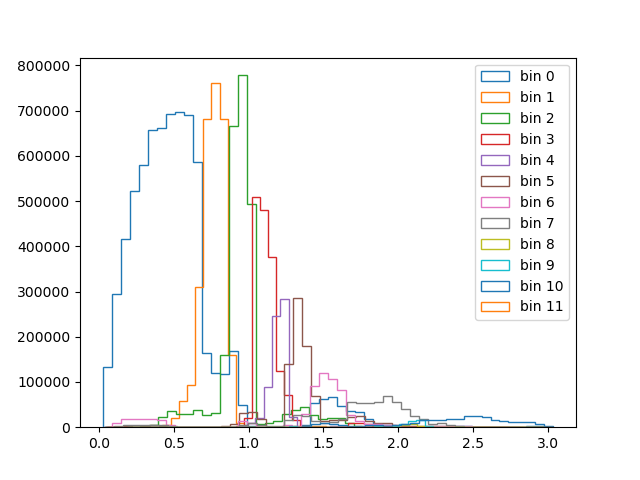 800000
700000
600000
500000
400000
300000
200000
100000
0
0.0 0.5 1.0 1.5 2.0 2.5 3.0
bin 0
bin 1
bin 2
bin 3
bin 4
bin 5
bin 6
bin 7
bin 8
bin 9
bin 10
bin 11